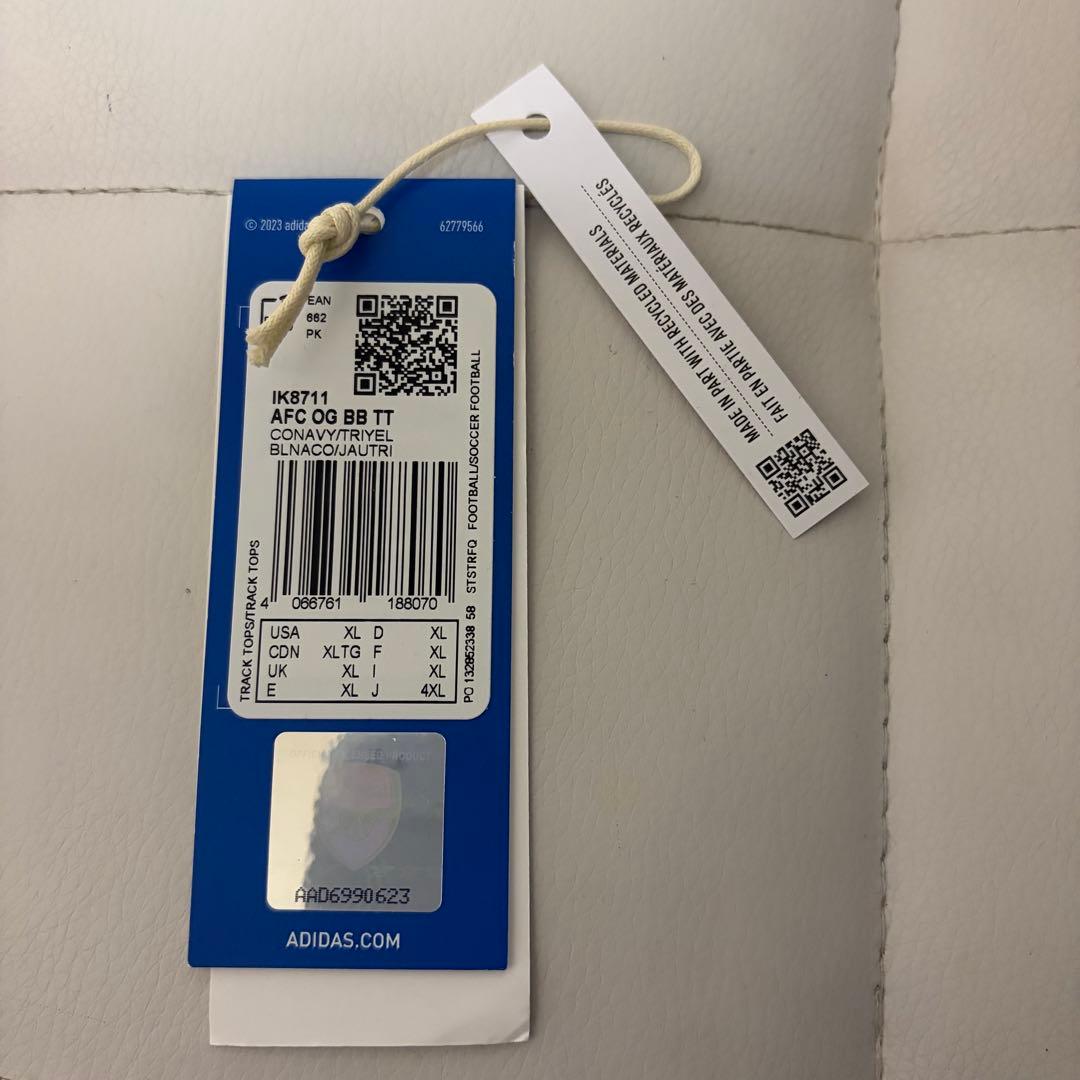 © 2023 adida
62779566
EAN
662
PK
IK8711
AFC OG BB TT
CONAVY/TRIYEL
BLNACO/JAUTRI
4 066761 188070
USA XL D XL
CDN XLTG F XL
UK XL I XL
E XL J 4XL
TRACK TOPS/TRACK TOPS
PO 132852338 58 STSTRFQ FOOTBALL/SOCCER FOOTBALL
PRODUCT
AAD6990623
ADIDAS.COM
MADE IN PART WITH RECYCLED MATERIALS
FAIT EN PARTIE AVEC DES MATÉRIAUX RECYCLÉS